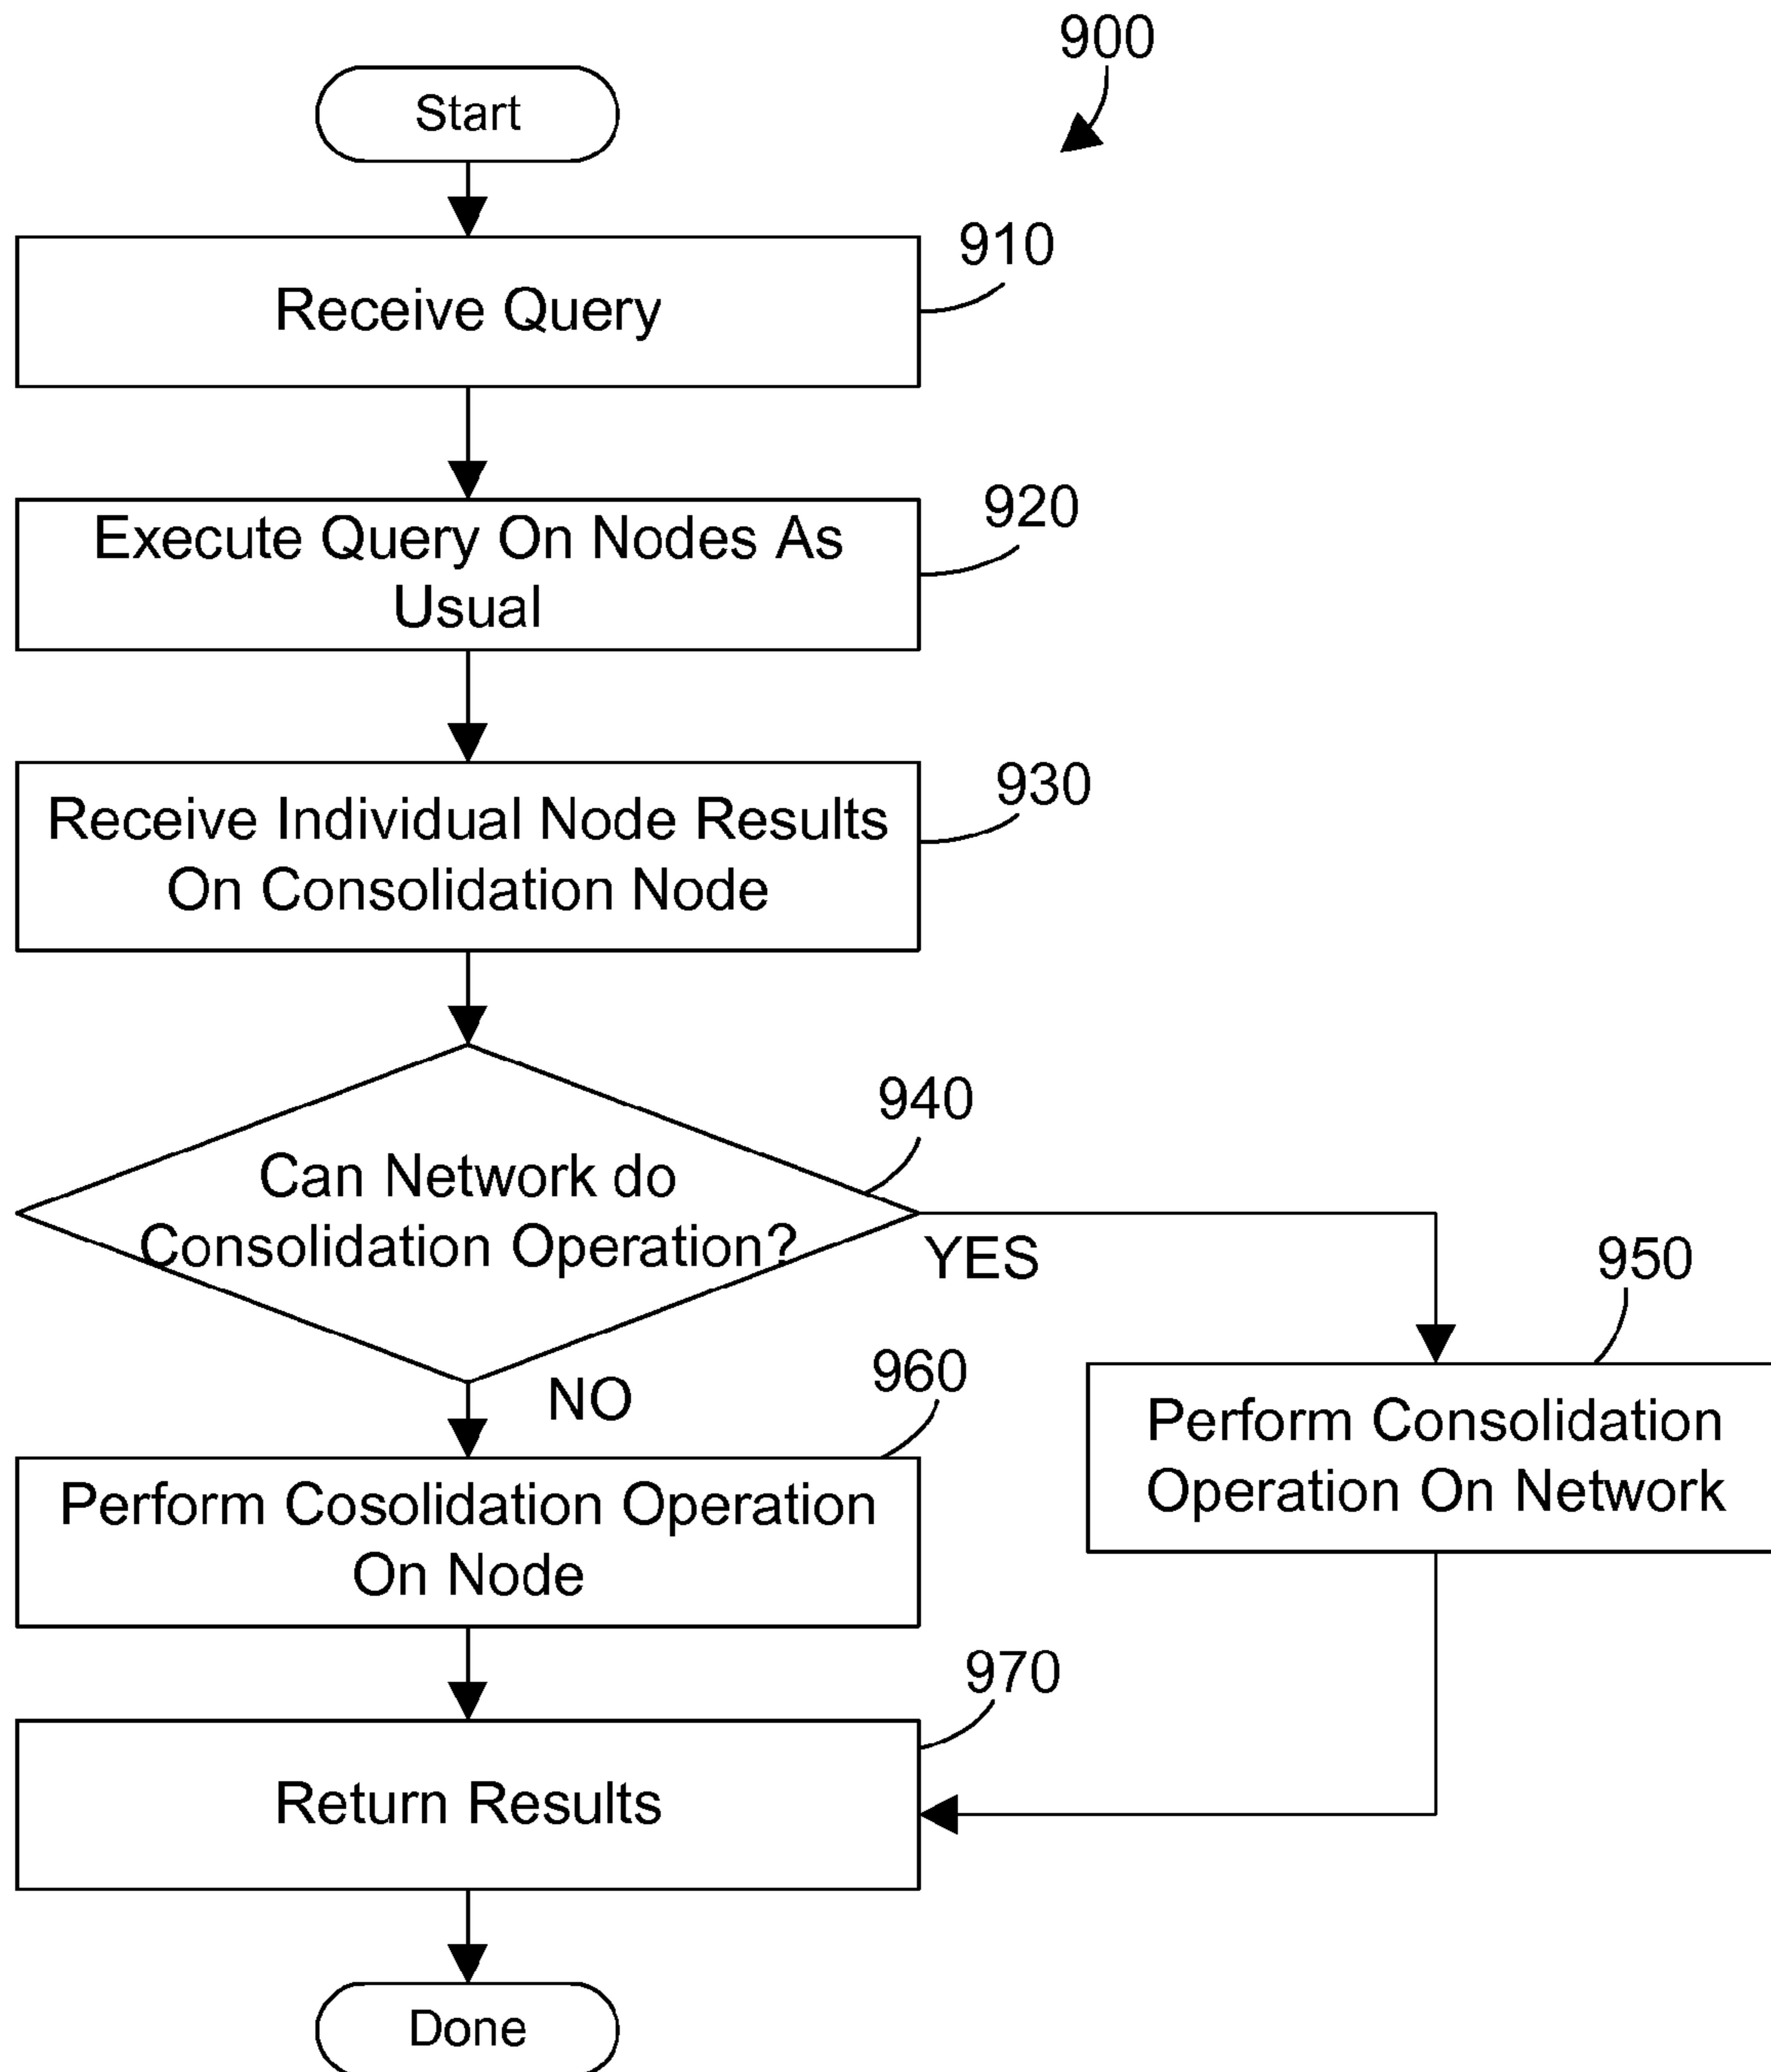 900
Start
910
Receive Query
920
Execute Query On Nodes As
Usual
930
Receive Individual Node Results
On Consolidation Node
940
Can Network do
Consolidation Operation?
YES
950
NO
960
Perform Consolidation
Operation On Network
Perform Cosolidation Operation
On Node
970
Return Results
Done